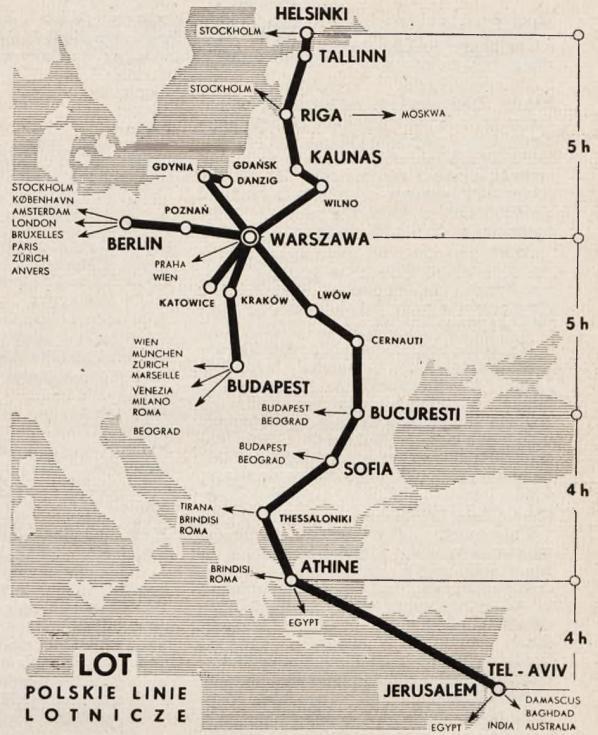 HELSINKI
STOCKHOLM
TALLINN
STOCKHOLM
RIGA
MOSKWA
5 h
KAUNAS
GDYNIA
GDAŃSK
DANZIG
WILNO
STOCKHOLM
KØBENHAVN
AMSTERDAM
LONDON
BRUXELLES
PARIS
ZÜRICH
ANVERS
POZNAŃ
BERLIN
WARSZAWA
PRAHA
WIEN
KATOWICE
KRAKÓW
LWÓW
5 h
CERNAUTI
WIEN
MÜNCHEN
ZÜRICH
MARSEILLE
VENEZIA
MILANO
ROMA
BEOGRAD
BUDAPEST
BUDAPEST
BEOGRAD
BUCURESTI
BUDAPEST
BEOGRAD
SOFIA
4 h
TIRANA
BRINDISI
ROMA
THESSALONIKI
BRINDISI
ROMA
ATHINE
EGYPT
4 h
LOT
POLSKIE LINIE
LOTNICZE
TEL - AVIV
JERUSALEM
DAMASCUS
BAGHDAD
EGYPT
INDIA AUSTRALIA